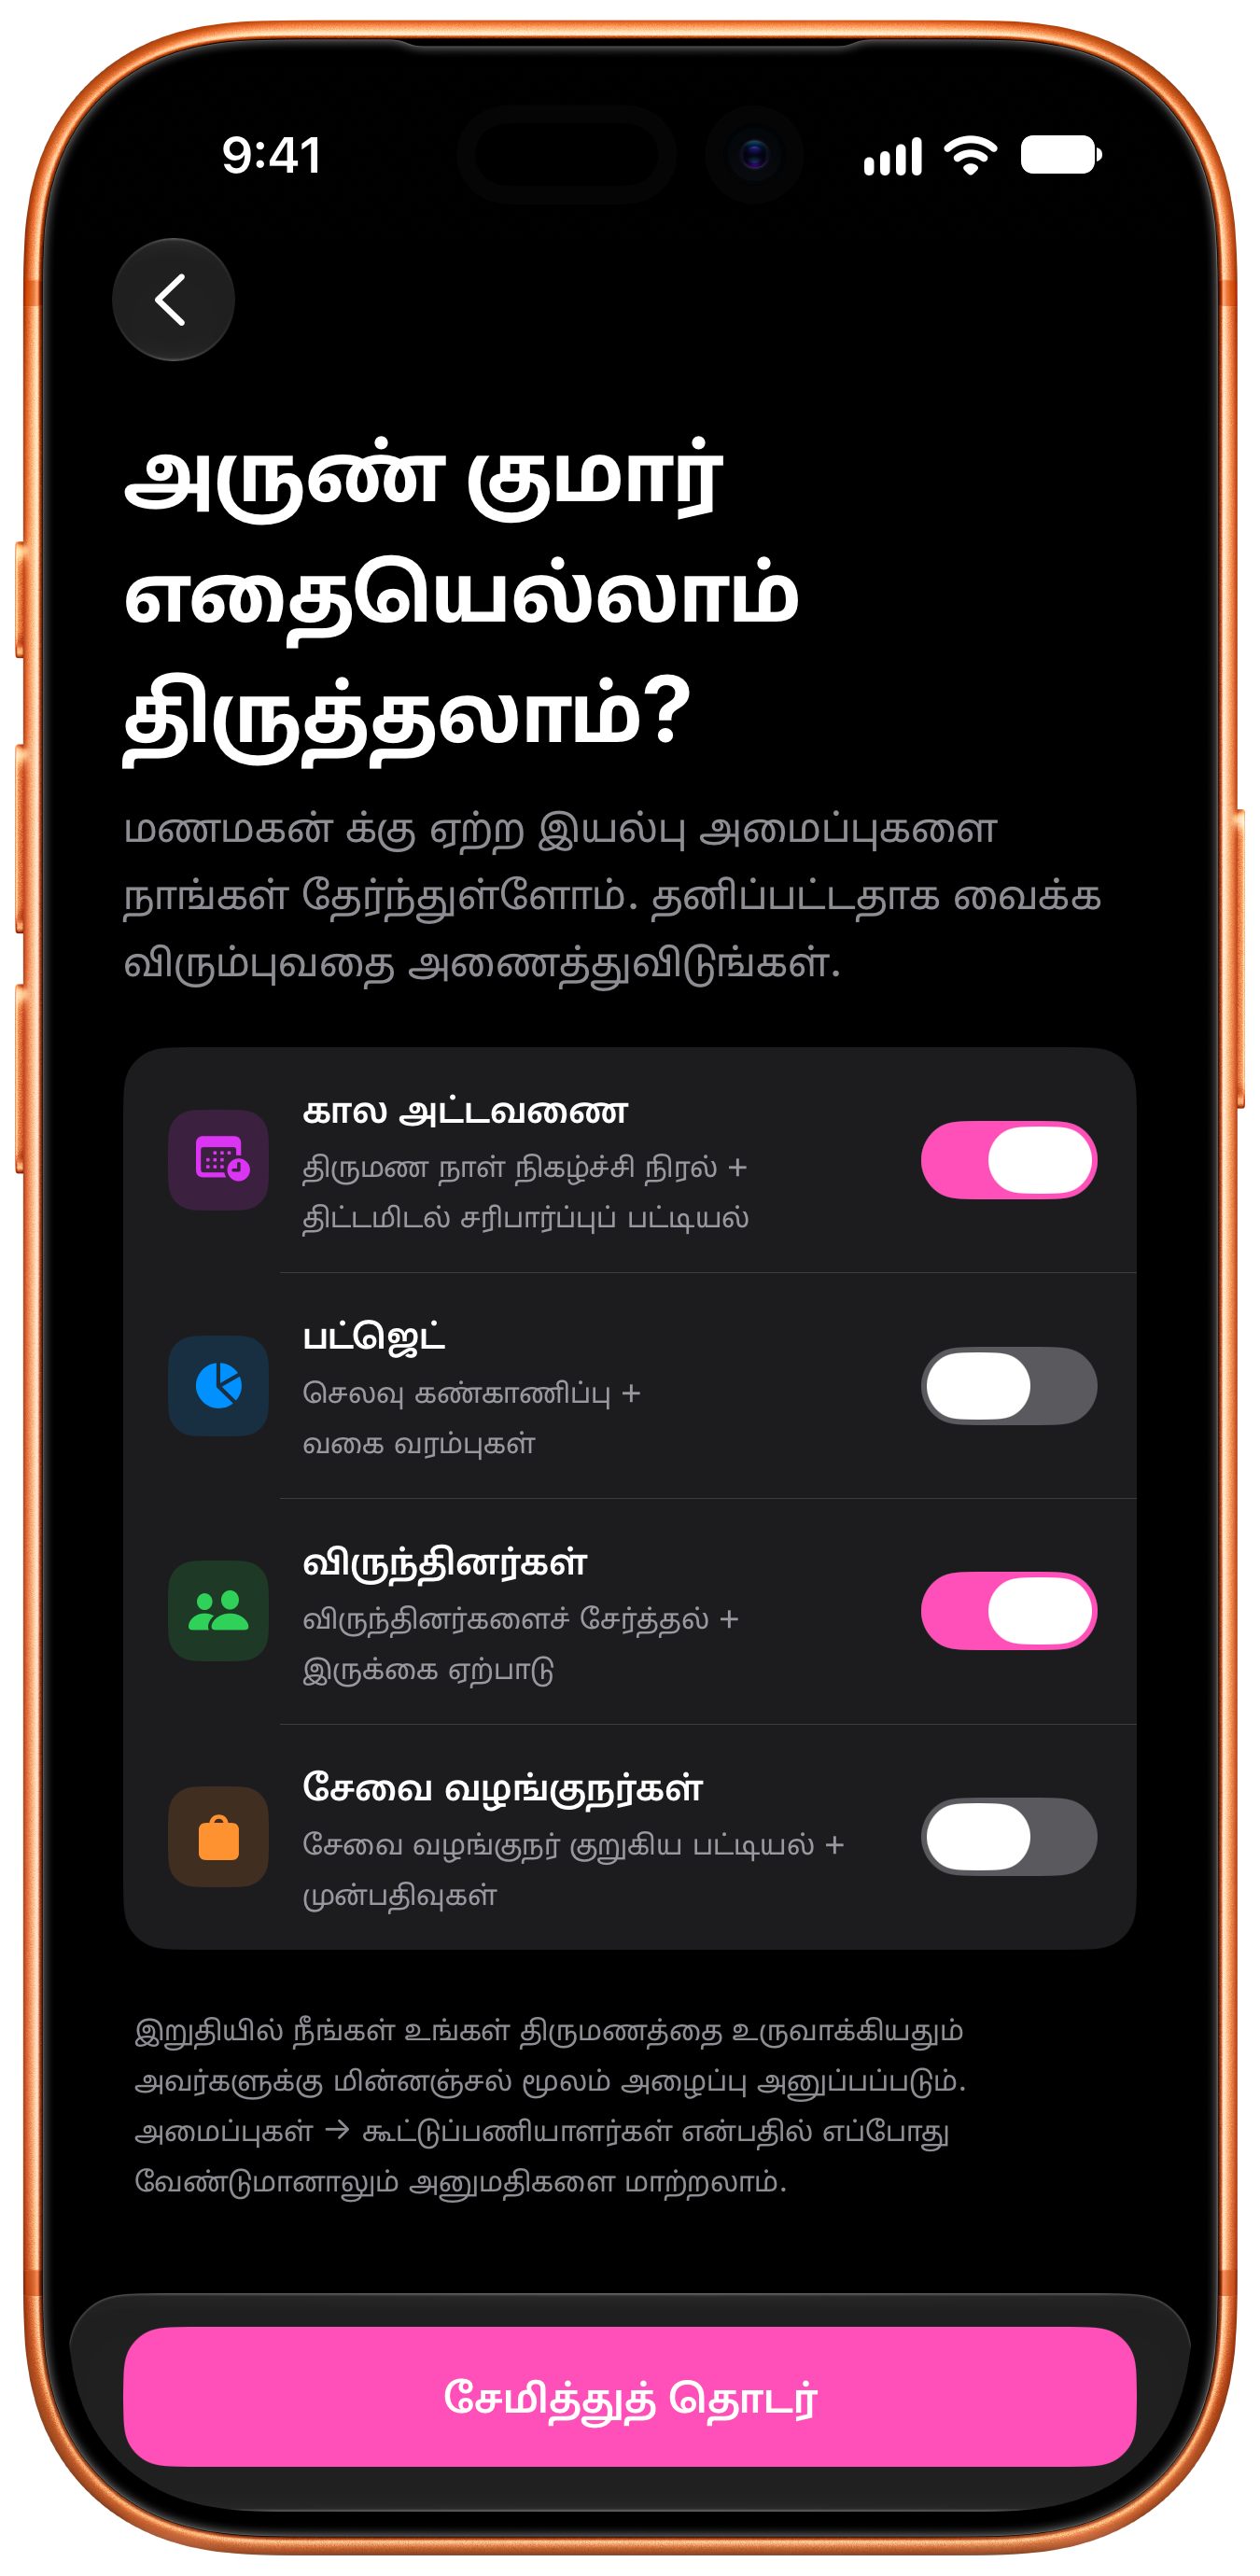 9:41
அருண் குமார்
எதையெல்லாம்
திருத்தலாம்?
மணமகன் க்கு ஏற்ற இயல்பு அமைப்புகளை
நாங்கள் தேர்ந்துள்ளோம். தனிப்பட்டதாக வைக்க
விரும்புவதை அணைத்துவிடுங்கள்.
கால அட்டவணை
திருமண நாள் நிகழ்ச்சி நிரல் +
திட்டமிடல் சரிபார்ப்புப் பட்டியல்
பட்ஜெட்
செலவு கண்காணிப்பு +
வகை வரம்புகள்
விருந்தினர்கள்
விருந்தினர்களைச் சேர்த்தல் +
இருக்கை ஏற்பாடு
சேவை வழங்குநர்கள்
சேவை வழங்குநர் குறுகிய பட்டியல் +
முன்பதிவுகள்
இறுதியில் நீங்கள் உங்கள் திருமணத்தை உருவாக்கியதும்
அவர்களுக்கு மின்னஞ்சல் மூலம் அழைப்பு அனுப்பப்படும்.
அமைப்புகள் → கூட்டுப்பணியாளர்கள் என்பதில் எப்போது
வேண்டுமானாலும் அனுமதிகளை மாற்றலாம்.
சேமித்துத் தொடர்